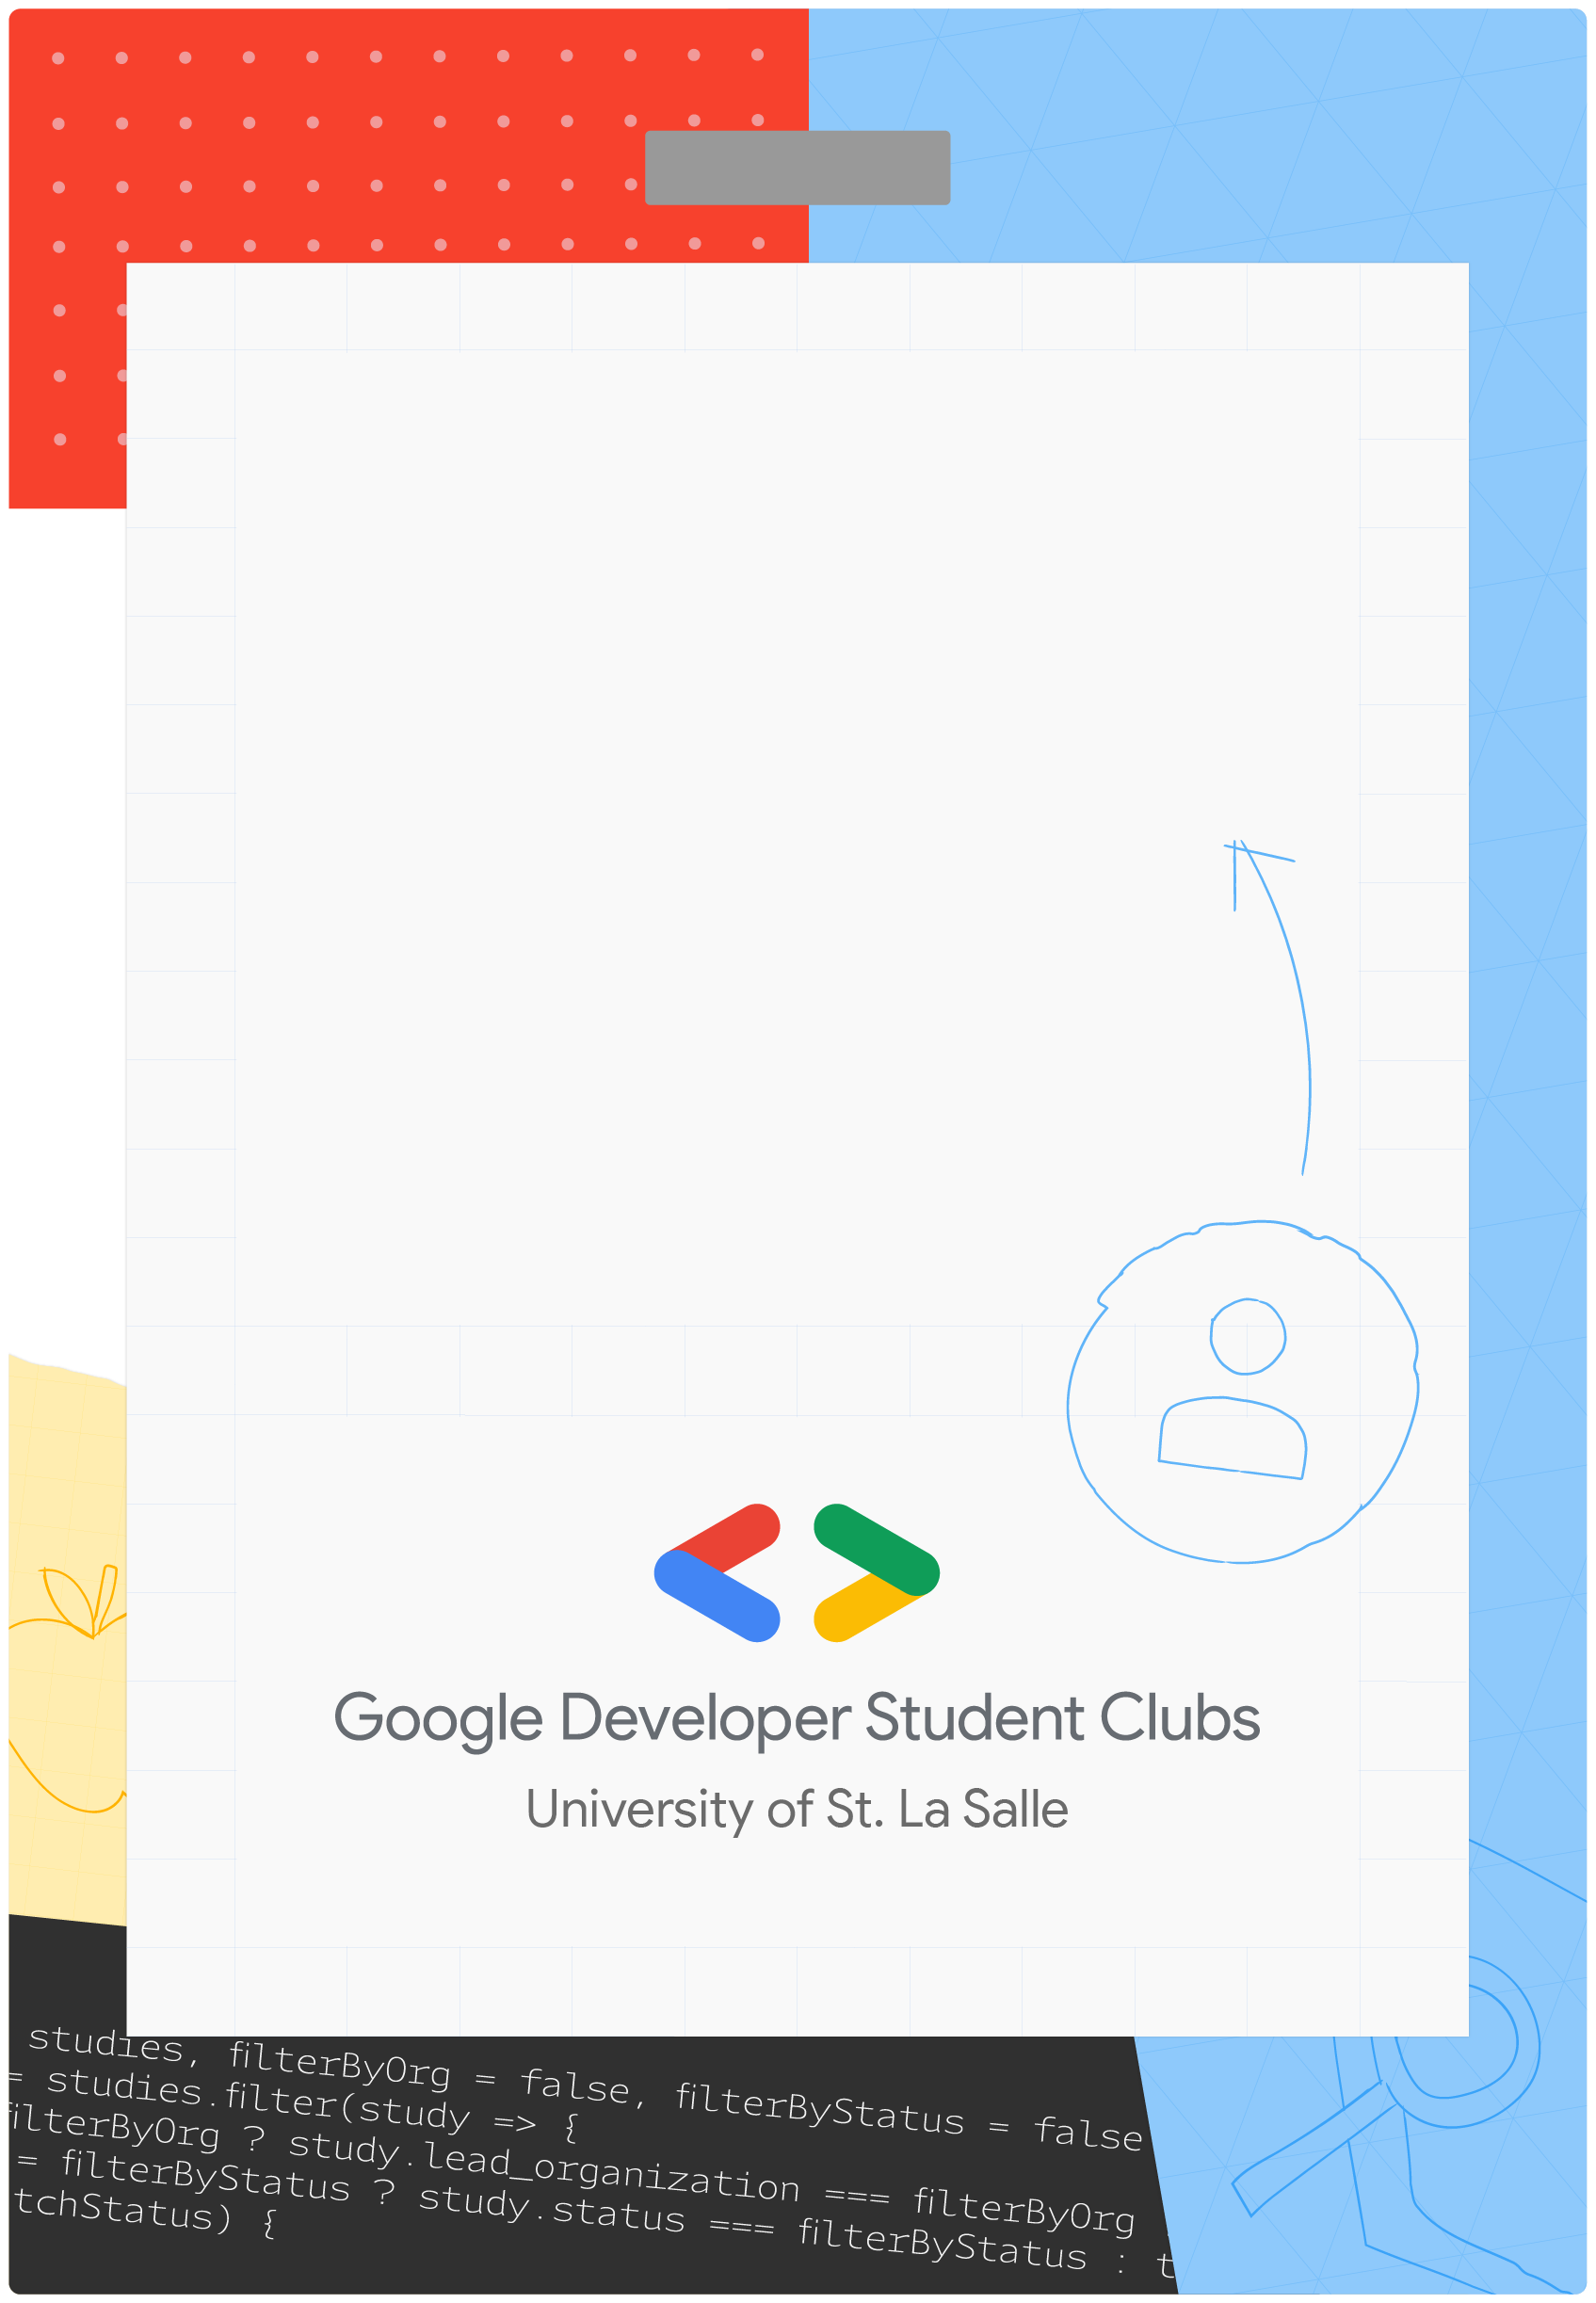 Google Developer Student Clubs
University of St. La Salle
studies, filterByOrg = false, filterByStatus = false
= studies.filter(study => {
filterByOrg ? study.lead_organization === filterByOrg
= filterByStatus ? study.status === filterByStatus : t
tchStatus) {